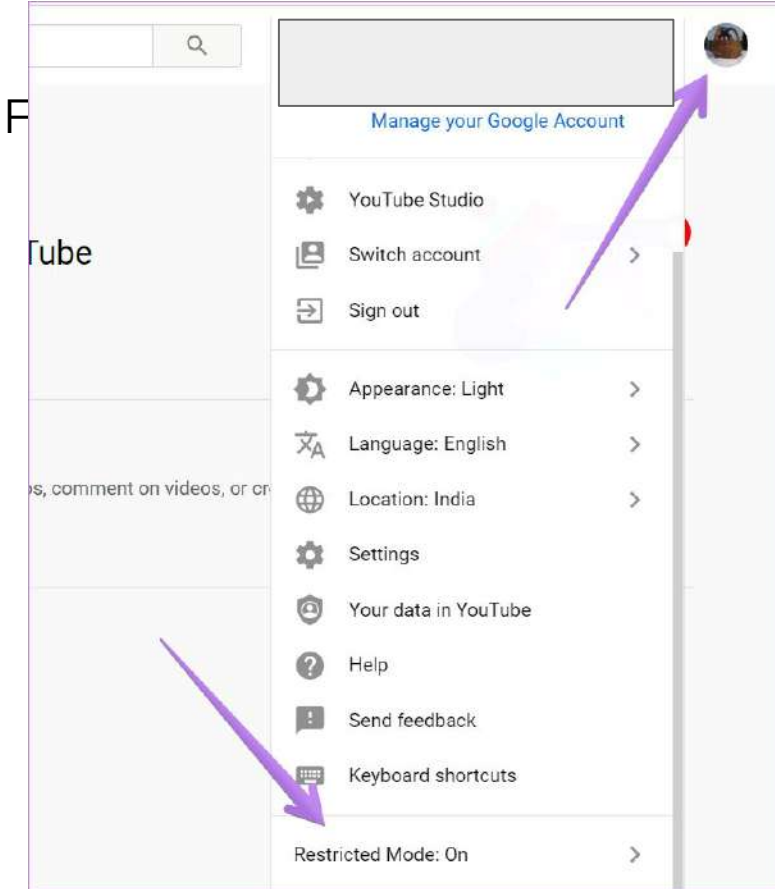 Manage your Google Account
F
YouTube Studio
Tube
Switch account
Sign out
Appearance: Light
Language: English
os, comment on videos, or cr
Location: India
Settings
Your data in YouTube
Help
Send feedback
Keyboard shortcuts
Restricted Mode: On